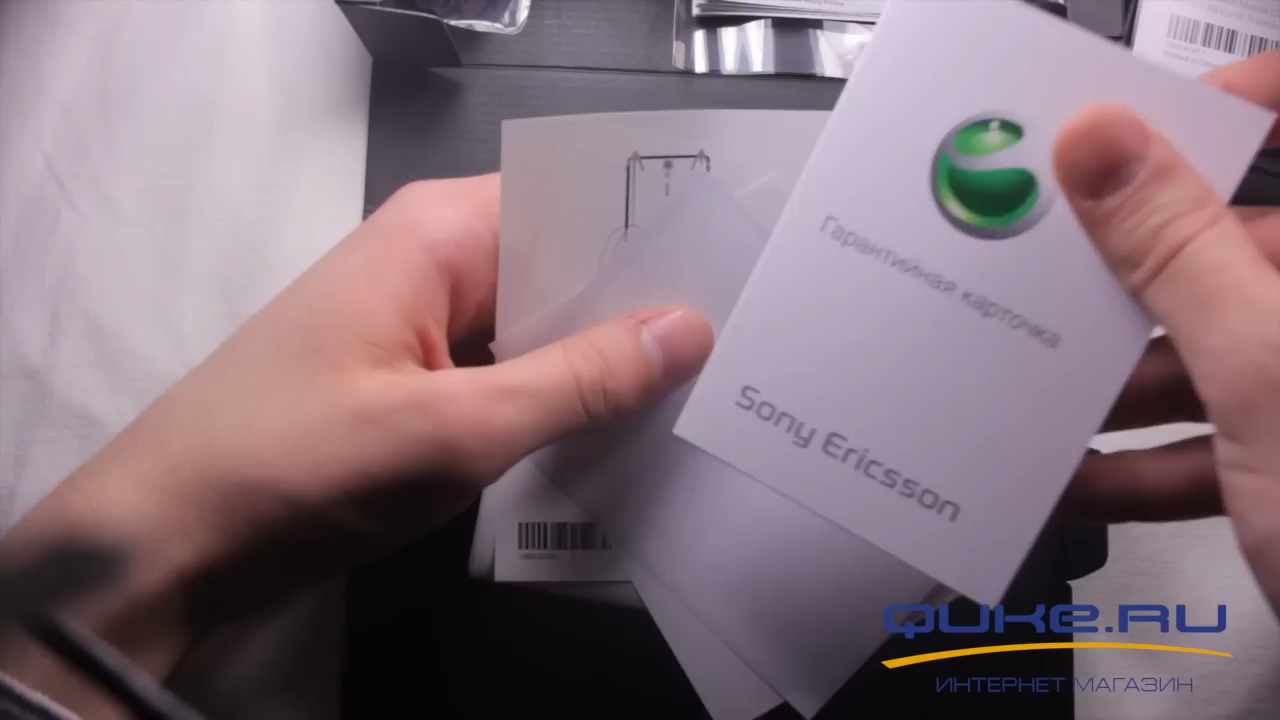 Гарантийная карточка
Sony Ericsson
QUKE.RU
ИНТЕРНЕТ МАГАЗИН